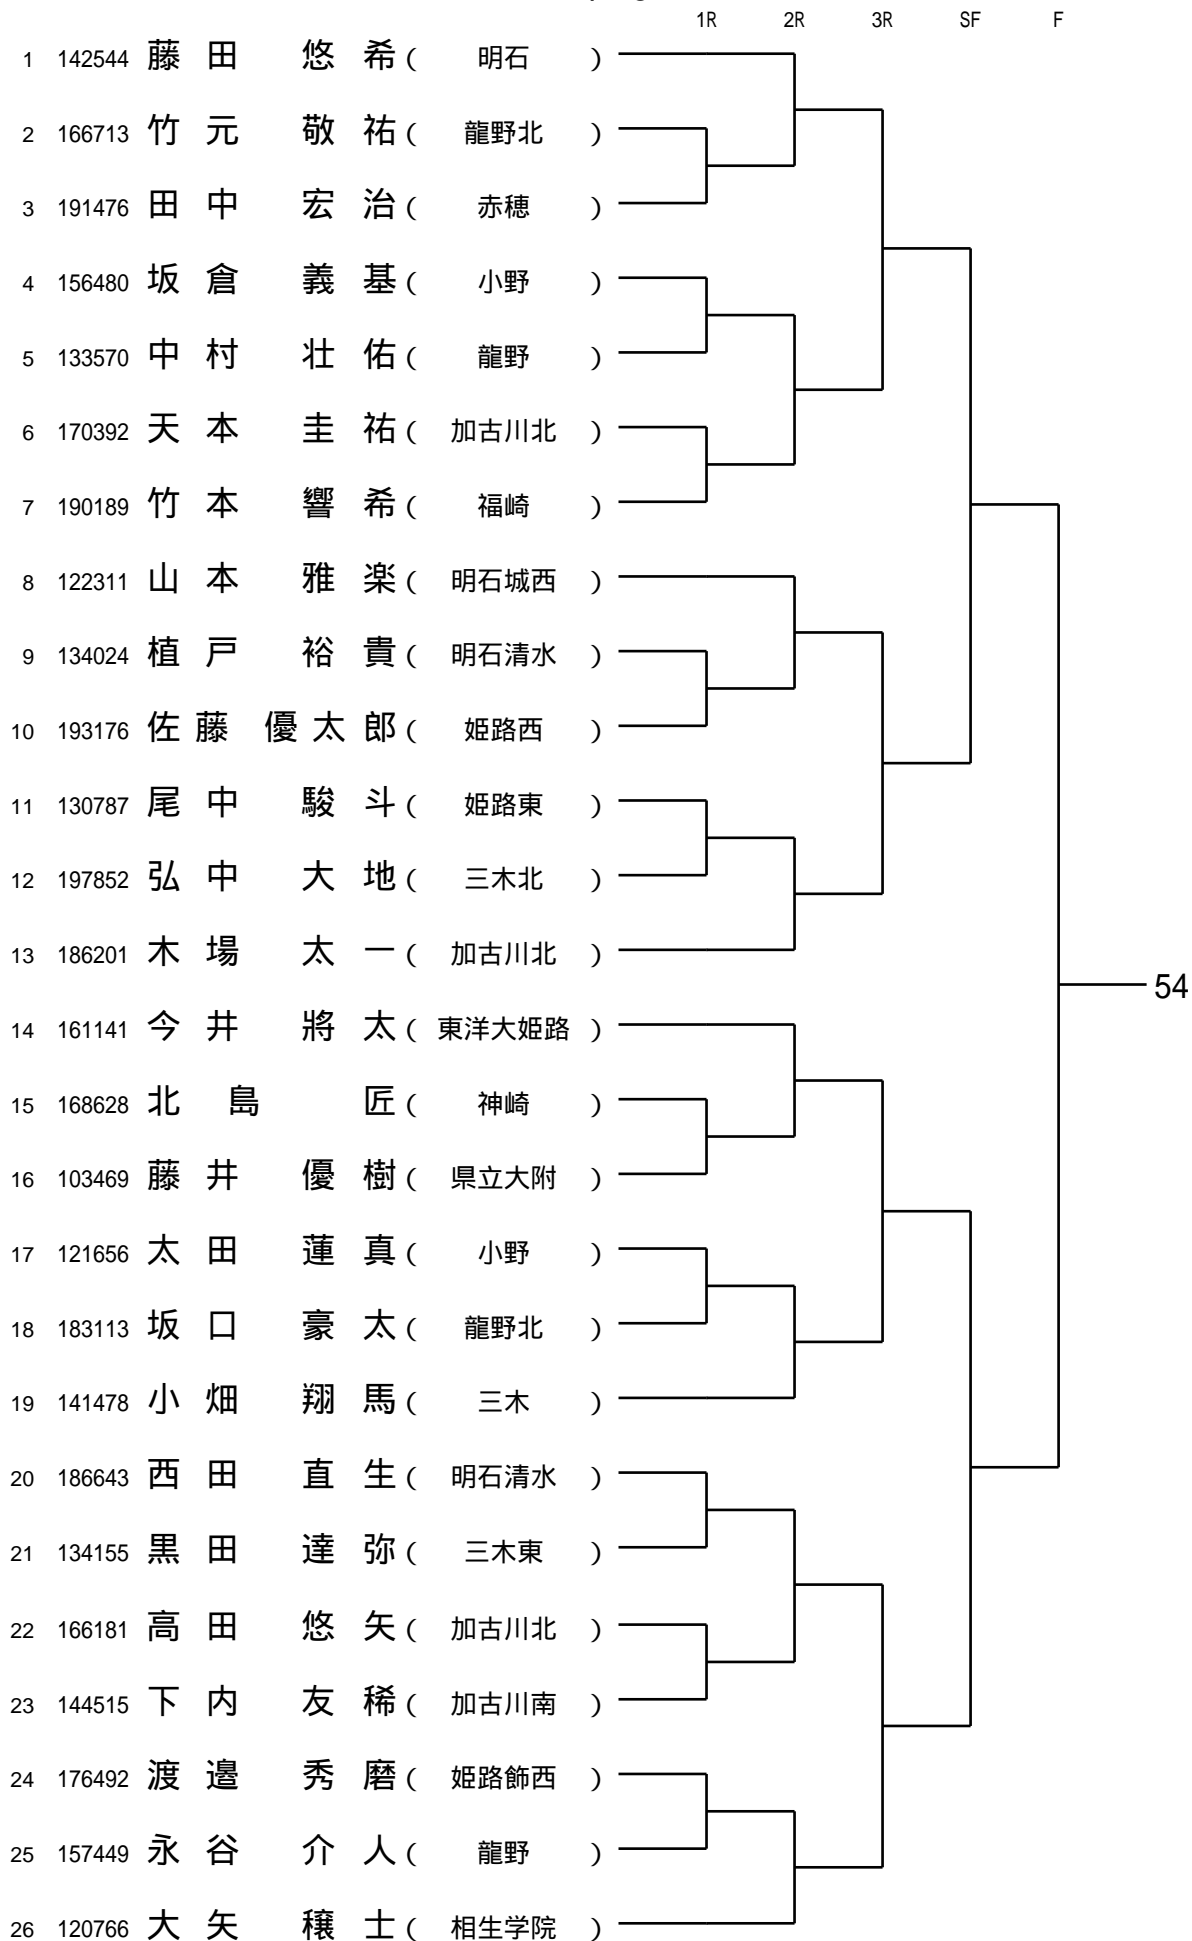 1R 2R 3R SF F
1 142544 藤田 悠希 ( 明石 )
2 166713 竹元 敬祐 ( 龍野北 )
3 191476 田中 宏治 ( 赤穂 )
4 156480 坂倉 義基 ( 小野 )
5 133570 中村 壮佑 ( 龍野 )
6 170392 天本 圭祐 ( 加古川北 )
7 190189 竹本 響希 ( 福崎 )
8 122311 山本 雅楽 ( 明石城西 )
9 134024 植戸 裕貴 ( 明石清水 )
10 193176 佐藤 優太郎 ( 姫路西 )
11 130787 尾中 駿斗 ( 姫路東 )
12 197852 弘中 大地 ( 三木北 )
13 186201 木場 太一 ( 加古川北 )
54
14 161141 今井 將太 ( 東洋大姫路 )
15 168628 北島 匠 ( 神崎 )
16 103469 藤井 優樹 ( 県立大附 )
17 121656 太田 蓮真 ( 小野 )
18 183113 坂口 豪太 ( 龍野北 )
19 141478 小畑 翔馬 ( 三木 )
20 186643 西田 直生 ( 明石清水 )
21 134155 黒田 達弥 ( 三木東 )
22 166181 高田 悠矢 ( 加古川北 )
23 144515 下内 友稀 ( 加古川南 )
24 176492 渡邉 秀磨 ( 姫路飾西 )
25 157449 永谷 介人 ( 龍野 )
26 120766 大矢 穣士 ( 相生学院 )